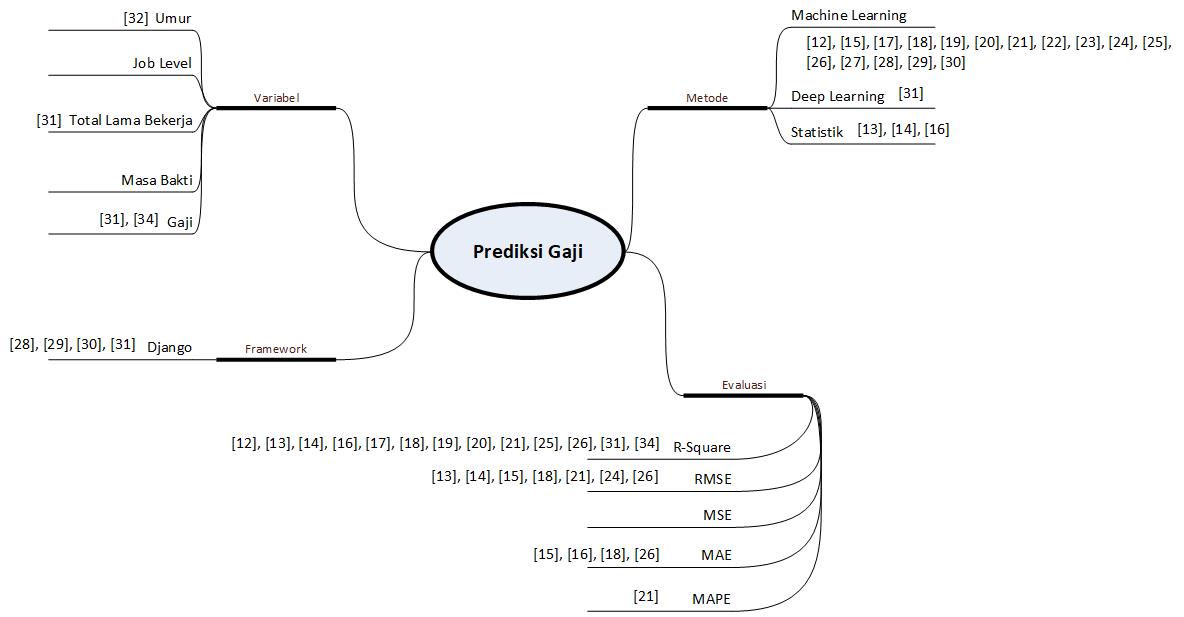 Prediksi Gaji
Variabel
[32] Umur
Job Level
[31] Total Lama Bekerja
Masa Bakti
[31], [34] Gaji
Framework
[28], [29], [30], [31] Django
Metode
Machine Learning
[12], [15], [17], [18], [19], [20], [21], [22], [23], [24], [25],
[26], [27], [28], [29], [30]
Deep Learning [31]
Statistik [13], [14], [16]
Evaluasi
[12], [13], [14], [16], [17], [18], [19], [20], [21], [25], [26], [31], [34] R-Square
[13], [14], [15], [18], [21], [24], [26] RMSE
MSE
[15], [16], [18], [26] MAE
[21] MAPE